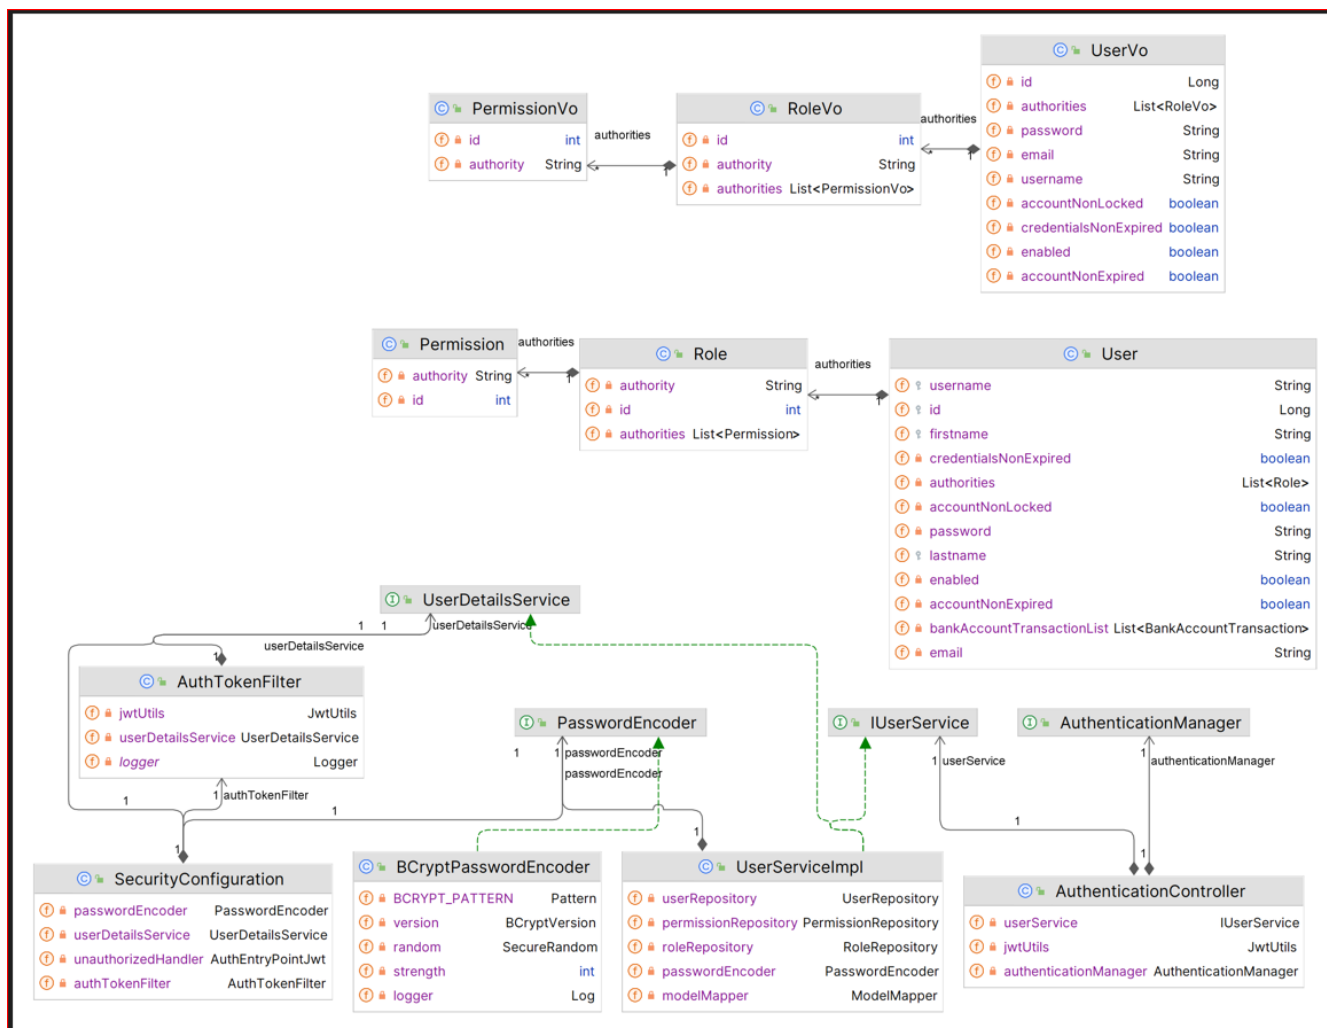 UserVo
id Long
authorities List<RoleVo>
password String
email String
username String
accountNonLocked boolean
credentialsNonExpired boolean
enabled boolean
accountNonExpired boolean
authorities
1
*
RoleVo
id int
authority String
authorities List<PermissionVo>
authorities
1
*
PermissionVo
id int
authority String
Permission
authority String
id int
authorities
1
*
Role
authority String
id int
authorities List<Permission>
authorities
1
*
User
username String
id Long
firstname String
credentialsNonExpired boolean
authorities List<Role>
accountNonLocked boolean
password String
lastname String
enabled boolean
accountNonExpired boolean
bankAccountTransactionList List<BankAccountTransaction>
email String
UserDetailsService
1 1 userDetailsService
userDetailsService
1
AuthTokenFilter
jwtUtils JwtUtils
userDetailsService UserDetailsService
logger Logger
1 1 authTokenFilter
1
1
PasswordEncoder
1 1 passwordEncoder
passwordEncoder
1
IUserService
1 userService
1
AuthenticationManager
1 authenticationManager
1
SecurityConfiguration
passwordEncoder PasswordEncoder
userDetailsService UserDetailsService
unauthorizedHandler AuthEntryPointJwt
authTokenFilter AuthTokenFilter
BCryptPasswordEncoder
BCRYPT_PATTERN Pattern
version BCryptVersion
random SecureRandom
strength int
logger Log
UserServiceImpl
userRepository UserRepository
permissionRepository PermissionRepository
roleRepository RoleRepository
passwordEncoder PasswordEncoder
modelMapper ModelMapper
AuthenticationController
userService IUserService
jwtUtils JwtUtils
authenticationManager AuthenticationManager